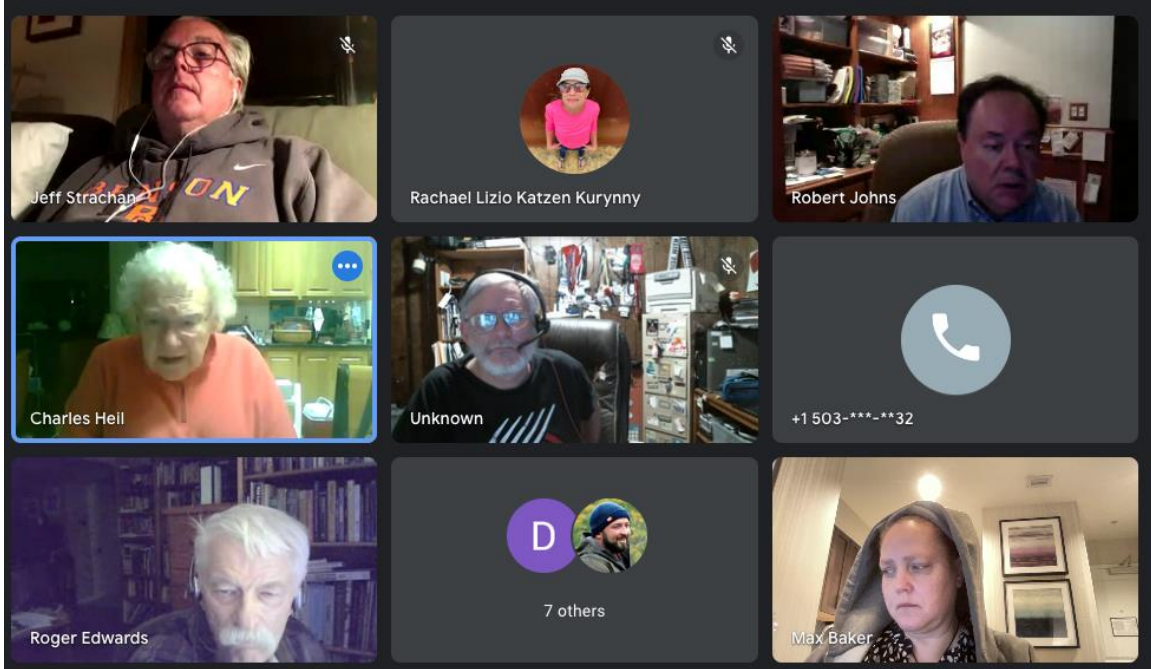 Jeff Strachan
Rachael Lizio Katzen Kurynny
Robert Johns
Charles Heil
Unknown
+1 503-***-**32
Roger Edwards
D
7 others
Max Baker